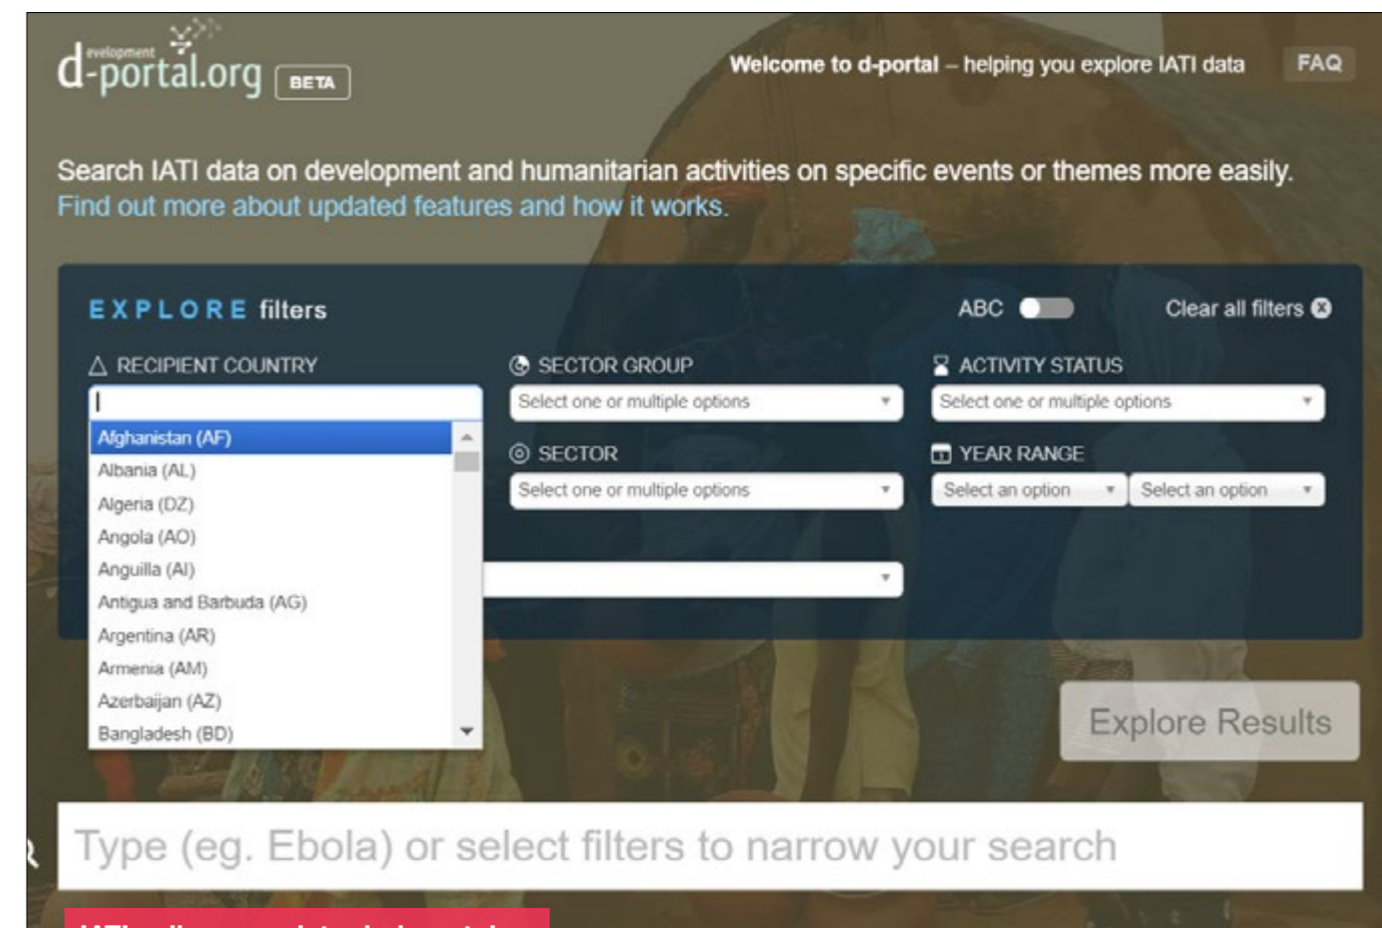 development
d-portal.org BETA
Welcome to d-portal – helping you explore IATI data FAQ
Search IATI data on development and humanitarian activities on specific events or themes more easily.
Find out more about updated features and how it works.
EXPLORE filters
ABC
Clear all filters
RECIPIENT COUNTRY
Afghanistan (AF)
Albania (AL)
Algeria (DZ)
Angola (AO)
Anguilla (AI)
Antigua and Barbuda (AG)
Argentina (AR)
Armenia (AM)
Azerbaijan (AZ)
Bangladesh (BD)
SECTOR GROUP
Select one or multiple options
SECTOR
Select one or multiple options
ACTIVITY STATUS
Select one or multiple options
YEAR RANGE
Select an option Select an option
Explore Results
Type (eg. Ebola) or select filters to narrow your search